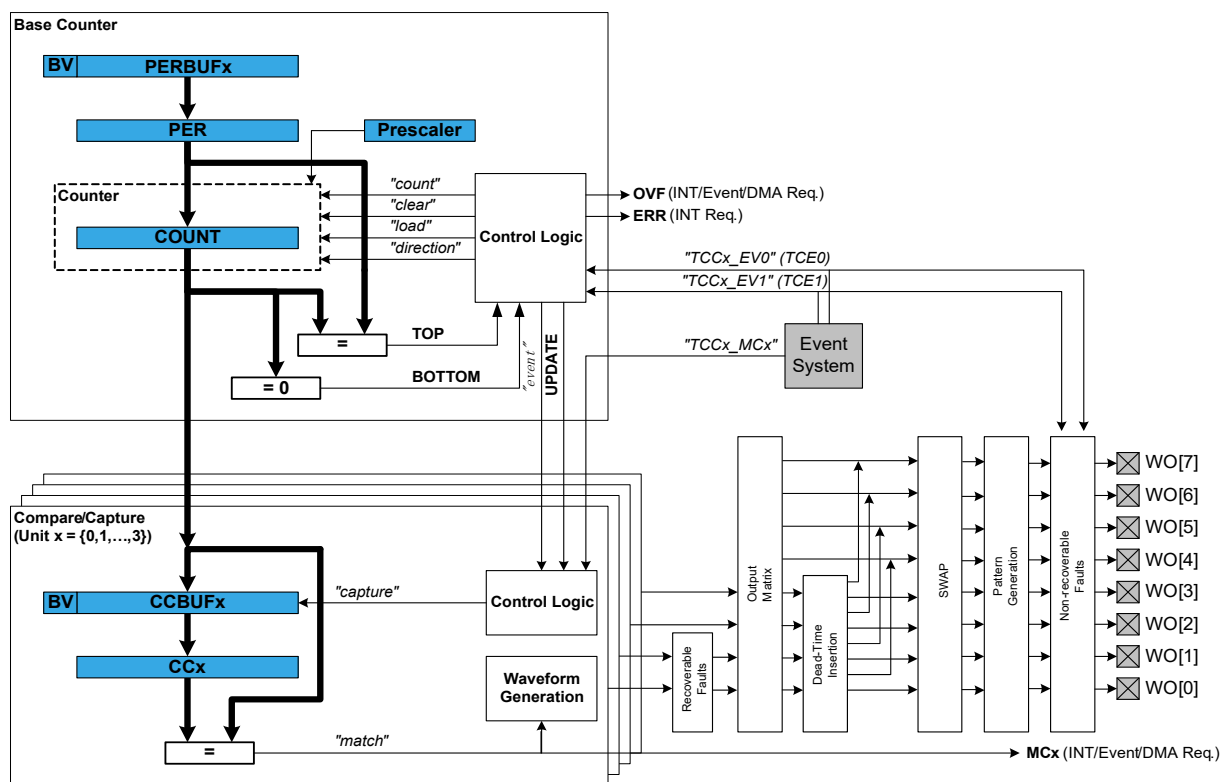 Base Counter
BV
PERBUFx
PER
Prescaler
Counter
COUNT
"count"
"clear"
"load"
"direction"
Control Logic
OVF (INT/Event/DMA Req.)
ERR (INT Req.)
"TCCx_EV0" (TCE0)
"TCCx_EV1" (TCE1)
"TCCx_MCx"
Event
System
=
TOP
= 0
BOTTOM
"event"
UPDATE
Compare/Capture
(Unit x = {0,1,…,3})
BV
CCBUFx
"capture"
Control Logic
CCx
Waveform
Generation
=
"match"
Recoverable
Faults
Output
Matrix
Dead-Time
Insertion
SWAP
Pattern
Generation
Non-recoverable
Faults
WO[7]
WO[6]
WO[5]
WO[4]
WO[3]
WO[2]
WO[1]
WO[0]
MCx (INT/Event/DMA Req.)